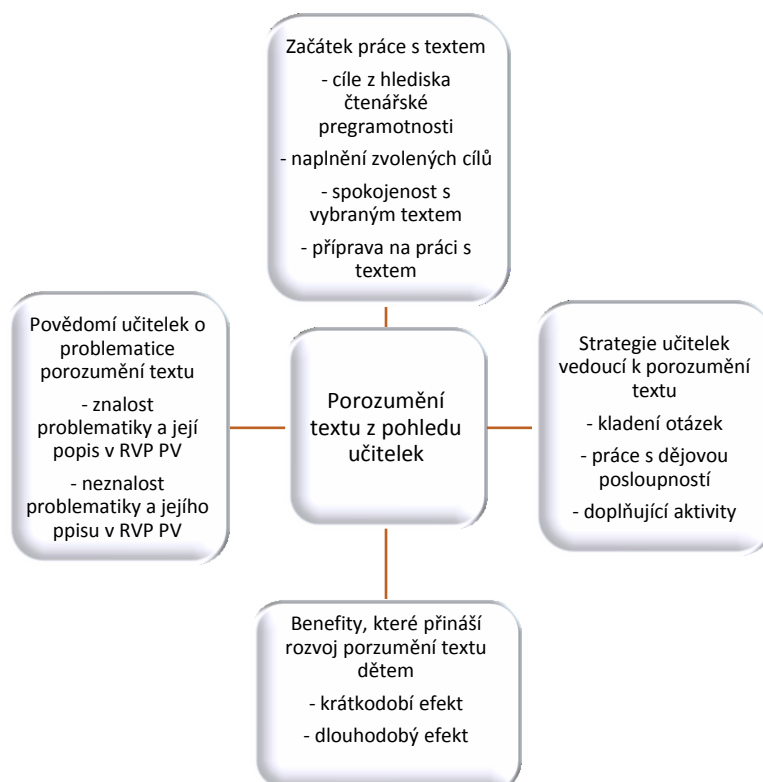 Začátek práce s textem
- cíle z hlediska
čtenářské
pregramotnosti
- naplnění zvolených cílů
- spokojenost s
vybraným textem
- příprava na práci s
textem
Povědomí učitelek o
problematice
porozumění textu
- znalost
problematiky a její
popis v RVP PV
- neznalost
problematiky a jejího
ppisu v RVP PV
Porozumění
textu z pohledu
učitelek
Strategie učitelek
vedoucí k porozumění
textu
- kladení otázek
- práce s dějovou
posloupností
- doplňující aktivity
Benefity, které přináší
rozvoj porzumění textu
dětem
- krátkodobí efekt
- dlouhodobý efekt